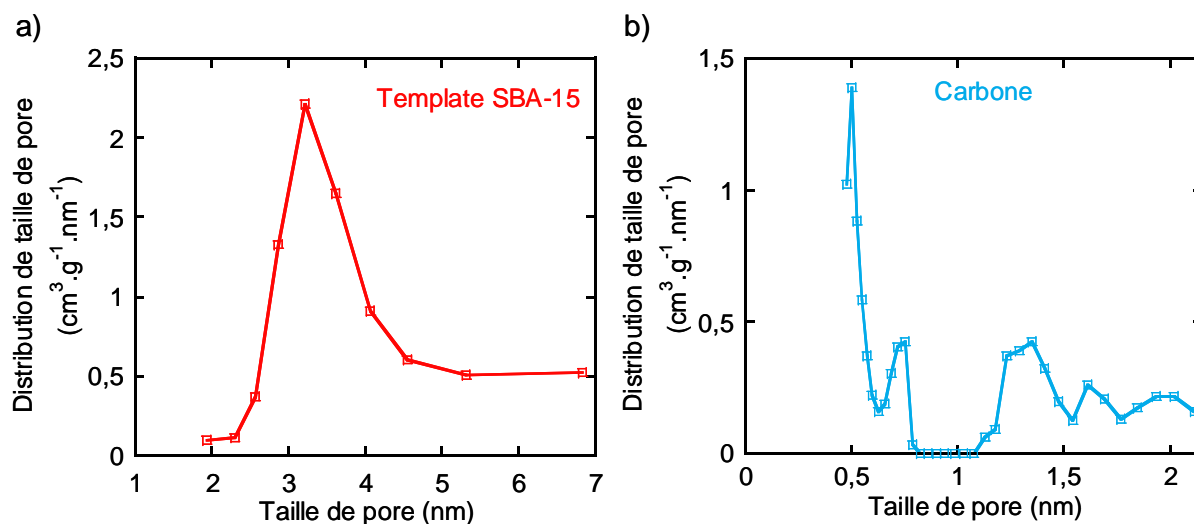 a)
Distribution de taille de pore
(cm³.g⁻¹.nm⁻¹)
2,5
2
1,5
1
0,5
0
Template SBA-15
1 2 3 4 5 6 7
Taille de pore (nm)
b)
Distribution de taille de pore
(cm³.g⁻¹.nm⁻¹)
1,5
1
0,5
0
Carbone
0 0,5 1 1,5 2
Taille de pore (nm)